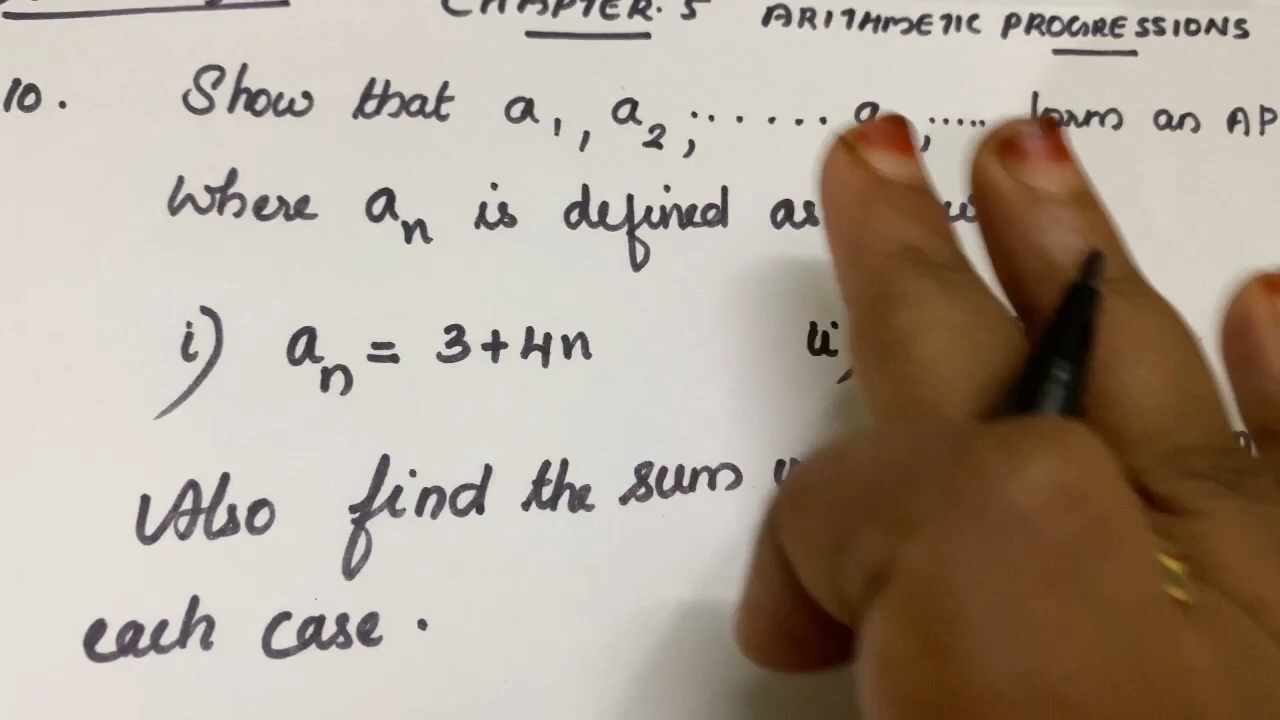 CHAPTER. 5 ARITHMETIC PROGRESSIONS
10. Show that a₁, a₂, ....... a , ..... form an AP
Where aₙ is defined as
i) aₙ = 3+4n ii)
Also find the sum
each case.